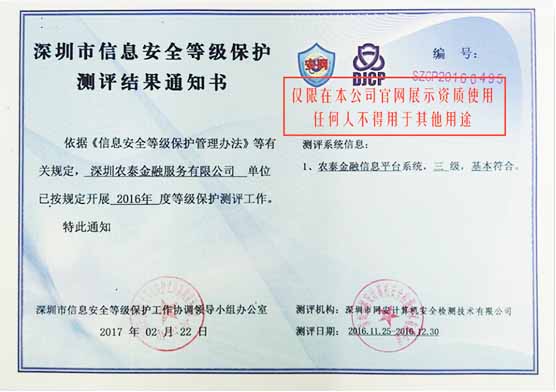 深圳市信息安全等级保护
测评结果通知书
依据《信息安全等级保护管理办法》等有
关规定，深圳农泰金融服务有限公司 单位
已按规定开展 2016年 度等级保护测评工作。
特此通知
深圳市信息安全等级保护工作协调领导小组办公室
2017 年 02 月 22 日
DJCP
编 号：
SZCP20160495
仅限在本公司官网展示资质使用
任何人不得用于其他用途
测评系统信息：
1、农泰金融信息平台系统，三 级，基本符合。
测评机构：深圳市网安计算机安全检测技术有限公司
测评日期：2016.11.25-2016.12.30